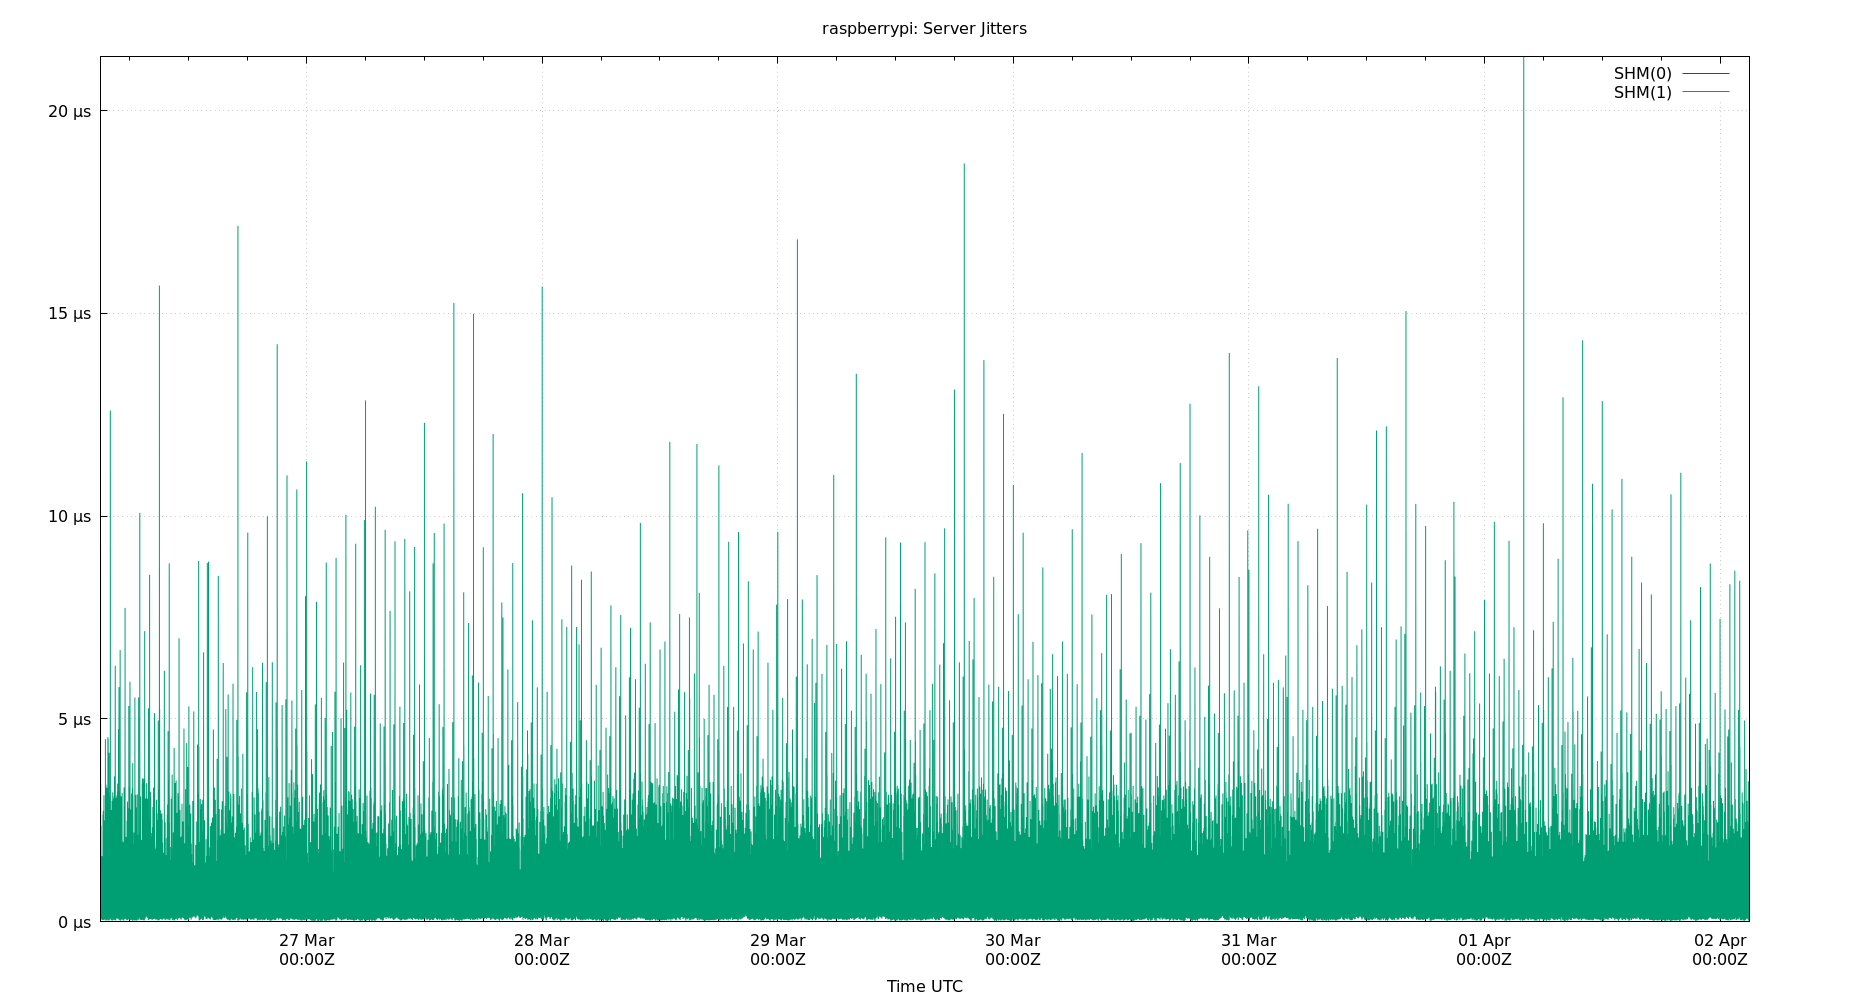 raspberrypi: Server Jitters
SHM(0)
SHM(1)
20 µs
15 µs
10 µs
5 µs
0 µs
27 Mar 28 Mar 29 Mar 30 Mar 31 Mar 01 Apr 02 Apr
00:00Z 00:00Z 00:00Z 00:00Z 00:00Z 00:00Z 00:00Z
Time UTC